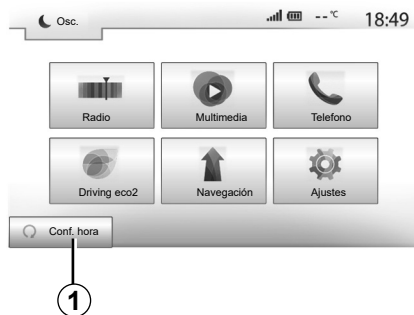 Osc.
--°C
18:49
Radio
Multimedia
Telefono
Driving eco2
Navegación
Ajustes
Conf. hora
1